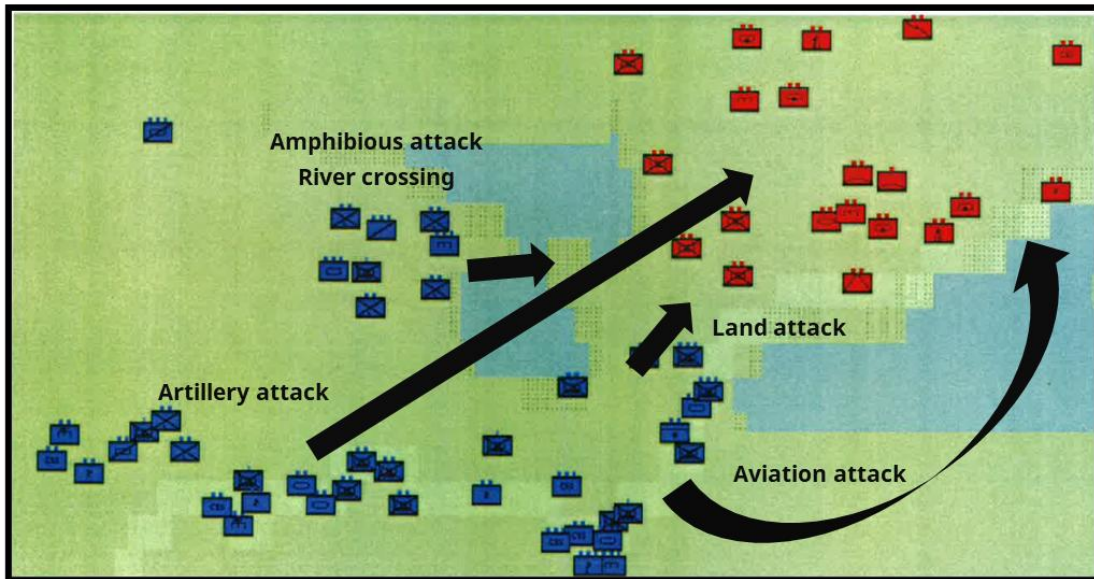 Amphibious attack
River crossing
Land attack
Artillery attack
Aviation attack